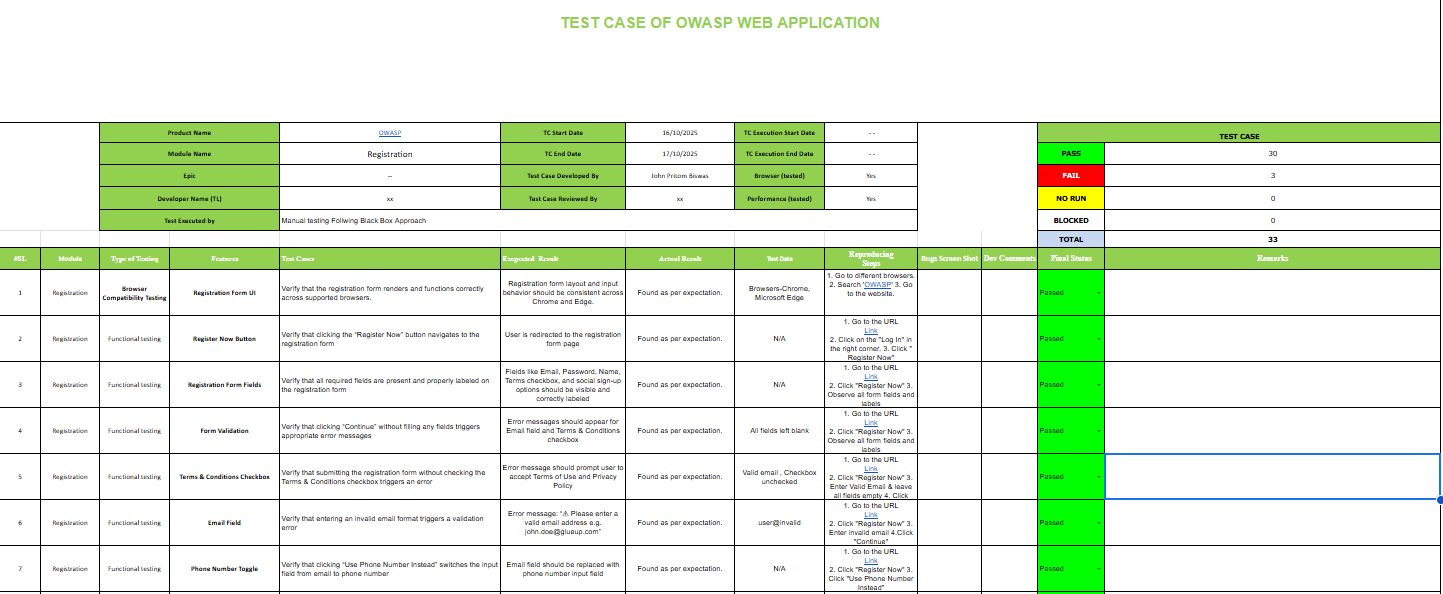 TEST CASE OF OWASP WEB APPLICATION
Product Name OWASP TC Start Date 16/10/2025 TC Execution Start Date - - TEST CASE
Module Name Registration TC End Date 17/10/2025 TC Execution End Date - - PASS 30
Epic -- Test Case Developed By John Pritom Biswas Browser (tested) Yes FAIL 3
Developer Name (TL) xx Test Case Reviewed By xx Performance (tested) Yes NO RUN 0
Test Executed by Manual testing Follwing Black Box Approach BLOCKED 0
TOTAL 33
#SL Module Type of Testing Features Test Cases Exepected Result Actual Result Test Data Reproducing Steps Bugs Screen Shot Dev Comments Final Status Remarks
1 Registration Browser Compatibility Testing Registration Form UI Verify that the registration form renders and functions correctly across supported browsers. Registration form layout and input behavior should be consistent across Chrome and Edge. Found as per expectation. Browsers-Chrome, Microsoft Edge 1. Go to different browsers. 2. Search 'OWASP' 3. Go to the website. Passed
2 Registration Functional testing Register Now Button Verify that clicking the "Register Now" button navigates to the registration form User is redirected to the registration form page Found as per expectation. N/A 1. Go to the URL Link 2. Click on the "Log In" in the right corner. 3. Click " Register Now" Passed
3 Registration Functional testing Registration Form Fields Verify that all required fields are present and properly labeled on the registration form Fields like Email, Password, Name, Terms checkbox, and social sign-up options should be visible and correctly labeled Found as per expectation. N/A 1. Go to the URL Link 2. Click "Register Now" 3. Observe all form fields and labels Passed
4 Registration Functional testing Form Validation Verify that clicking "Continue" without filling any fields triggers appropriate error messages Error messages should appear for Email field and Terms & Conditions checkbox Found as per expectation. All fields left blank 1. Go to the URL Link 2. Click "Register Now" 3. Observe all form fields and labels Passed
5 Registration Functional testing Terms & Conditions Checkbox Verify that submitting the registration form without checking the Terms & Conditions checkbox triggers an error Error message should prompt user to accept Terms of Use and Privacy Policy Found as per expectation. Valid email , Checkbox unchecked 1. Go to the URL Link 2. Click "Register Now" 3. Enter Valid Email & leave all fields empty 4. Click Passed
6 Registration Functional testing Email Field Verify that entering an invalid email format triggers a validation error Error message: "⚠ Please enter a valid email address e.g. john.doe@glueup.com" Found as per expectation. user@invalid 1. Go to the URL Link 2. Click "Register Now" 3. Enter invalid email 4.Click "Continue" Passed
7 Registration Functional testing Phone Number Toggle Verify that clicking "Use Phone Number Instead" switches the input field from email to phone number Email field should be replaced with phone number input field Found as per expectation. N/A 1. Go to the URL Link 2. Click "Register Now" 3. Click "Use Phone Number Instead" Passed